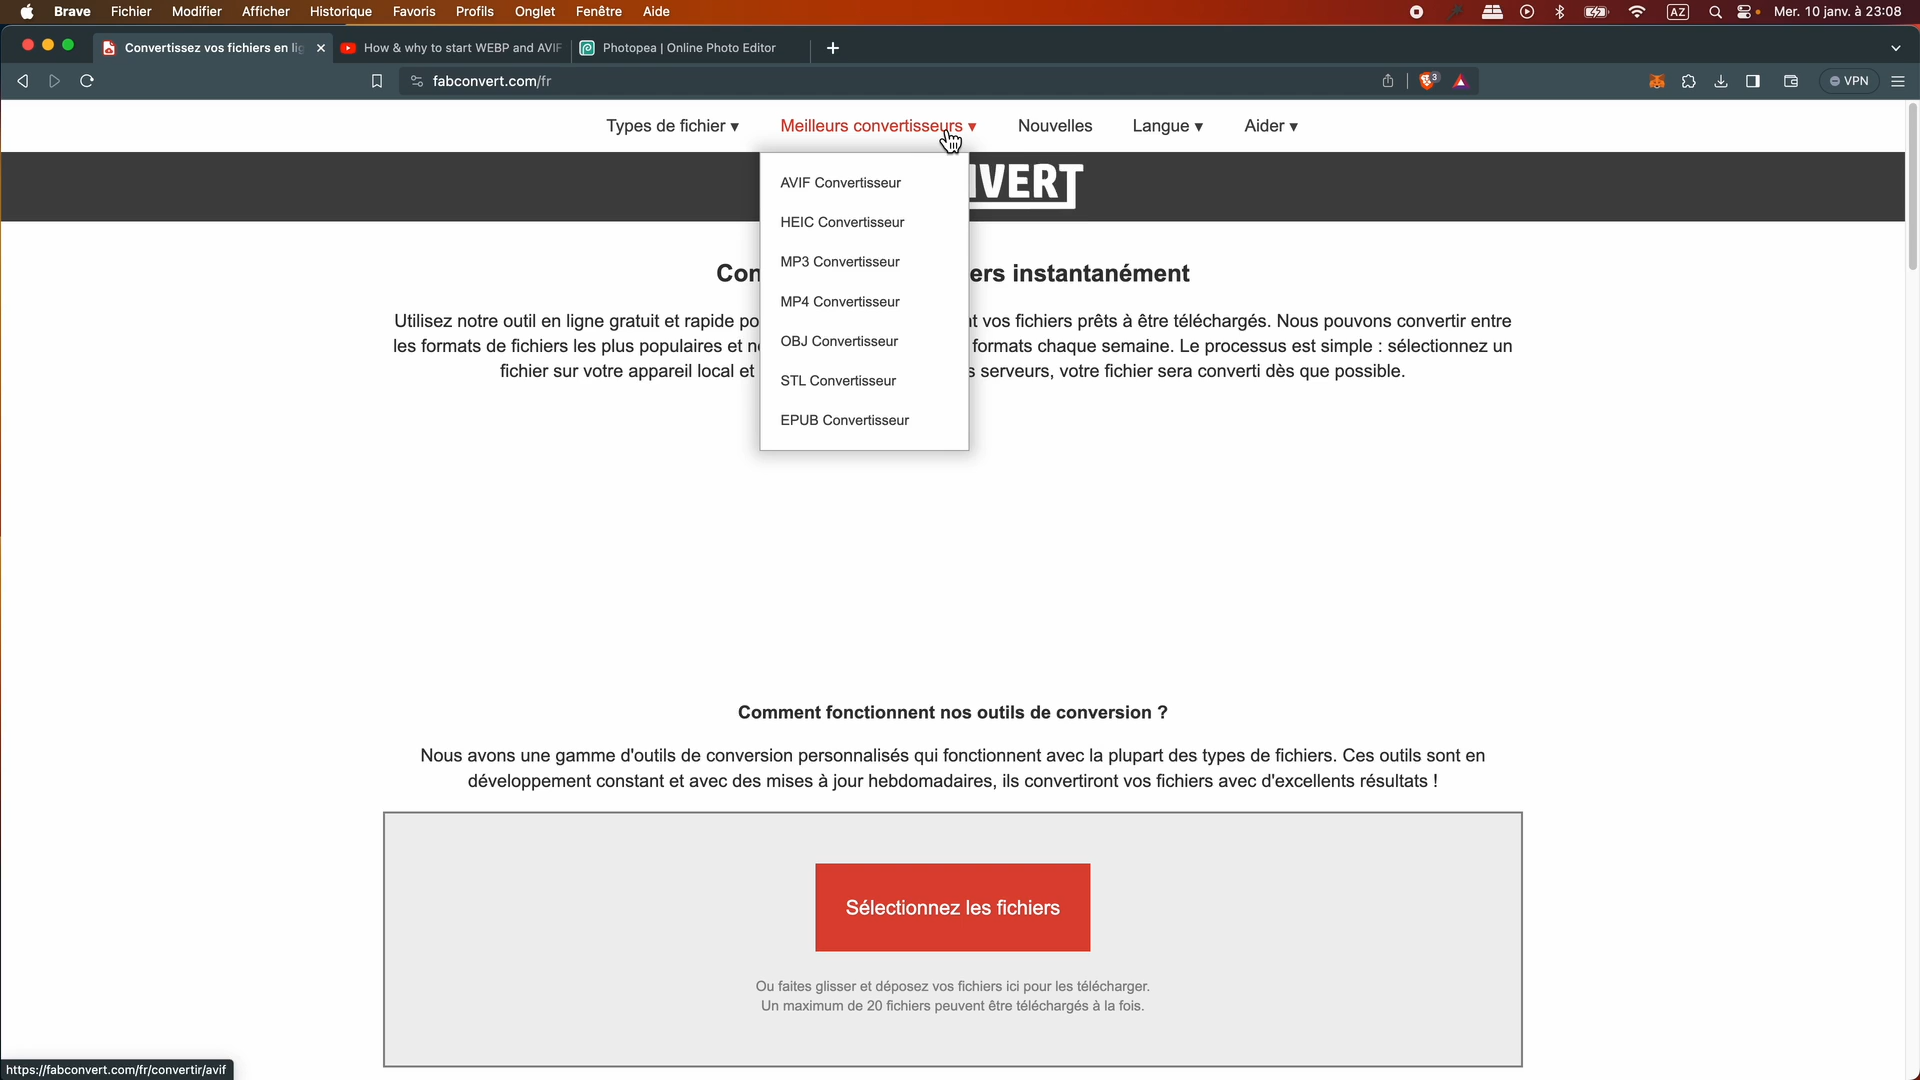 Brave Fichier Modifier Afficher Historique Favoris Profils Onglet Fenêtre Aide AZ Mer. 10 janv. à 23:08
Convertissez vos fichiers en lig How & why to start WEBP and AVIF Photopea | Online Photo Editor
fabconvert.com/fr 3 VPN
Types de fichier ▾ Meilleurs convertisseurs ▾ Nouvelles Langue ▾ Aider ▾
AVIF Convertisseur
HEIC Convertisseur
MP3 Convertisseur
MP4 Convertisseur
OBJ Convertisseur
STL Convertisseur
EPUB Convertisseur
VERT
instantanément
Utilisez notre outil en ligne gratuit et rapide vos fichiers prêts à être téléchargés. Nous pouvons convertir entre
les formats de fichiers les plus populaires et formats chaque semaine. Le processus est simple : sélectionnez un
fichier sur votre appareil local et serveurs, votre fichier sera converti dès que possible.
Comment fonctionnent nos outils de conversion ?
Nous avons une gamme d'outils de conversion personnalisés qui fonctionnent avec la plupart des types de fichiers. Ces outils sont en
développement constant et avec des mises à jour hebdomadaires, ils convertiront vos fichiers avec d'excellents résultats !
Sélectionnez les fichiers
Ou faites glisser et déposez vos fichiers ici pour les télécharger.
Un maximum de 20 fichiers peuvent être téléchargés à la fois.
https://fabconvert.com/fr/convertir/avif